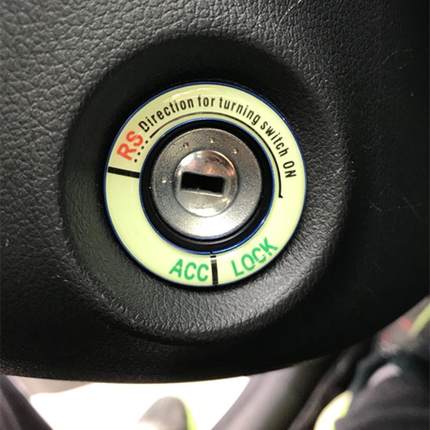 RS Direction for turning switch ON
ACC LOCK